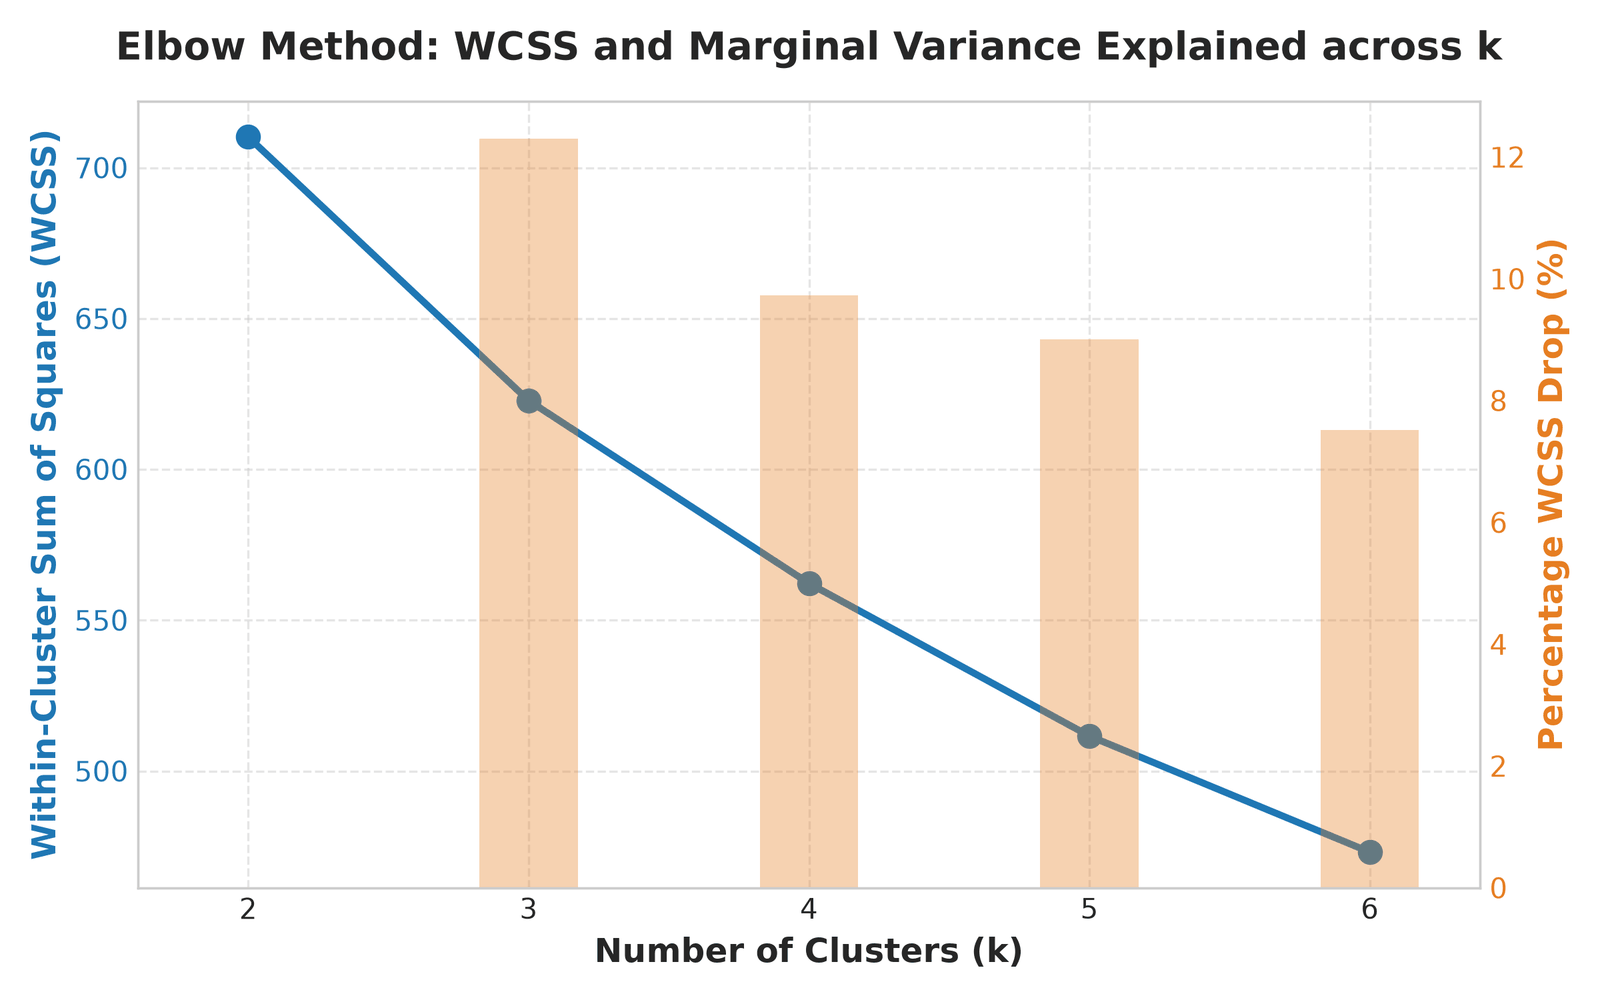 Elbow Method: WCSS and Marginal Variance Explained across k
Within-Cluster Sum of Squares (WCSS)
700
650
600
550
500
12
10
8
6
4
2
0
Percentage WCSS Drop (%)
2 3 4 5 6
Number of Clusters (k)